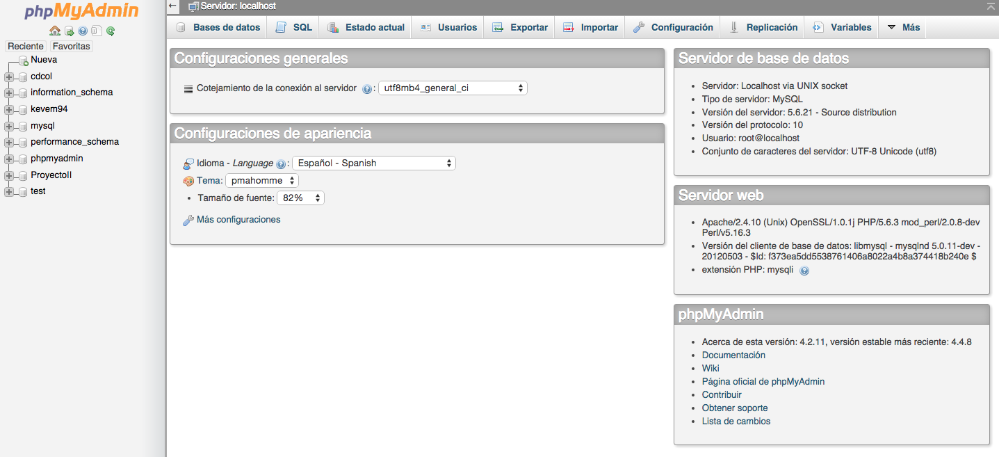 phpMyAdmin
Reciente Favoritas
Nueva
cdcol
information_schema
kevem94
mysql
performance_schema
phpmyadmin
ProyectoII
test
Servidor: localhost
Bases de datos SQL Estado actual Usuarios Exportar Importar Configuración Replicación Variables Más
Configuraciones generales
Cotejamiento de la conexión al servidor : utf8mb4_general_ci
Configuraciones de apariencia
Idioma - Language : Español - Spanish
Tema: pmahomme
Tamaño de fuente: 82%
Más configuraciones
Servidor de base de datos
Servidor: Localhost via UNIX socket
Tipo de servidor: MySQL
Versión del servidor: 5.6.21 - Source distribution
Versión del protocolo: 10
Usuario: root@localhost
Conjunto de caracteres del servidor: UTF-8 Unicode (utf8)
Servidor web
Apache/2.4.10 (Unix) OpenSSL/1.0.1j PHP/5.6.3 mod_perl/2.0.8-dev
Perl/v5.16.3
Versión del cliente de base de datos: libmysql - mysqlnd 5.0.11-dev -
20120503 - $Id: f373ea5dd5538761406a8022a4b8a374418b240e $
extensión PHP: mysqli
phpMyAdmin
Acerca de esta versión: 4.2.11, versión estable más reciente: 4.4.8
Documentación
Wiki
Página oficial de phpMyAdmin
Contribuir
Obtener soporte
Lista de cambios